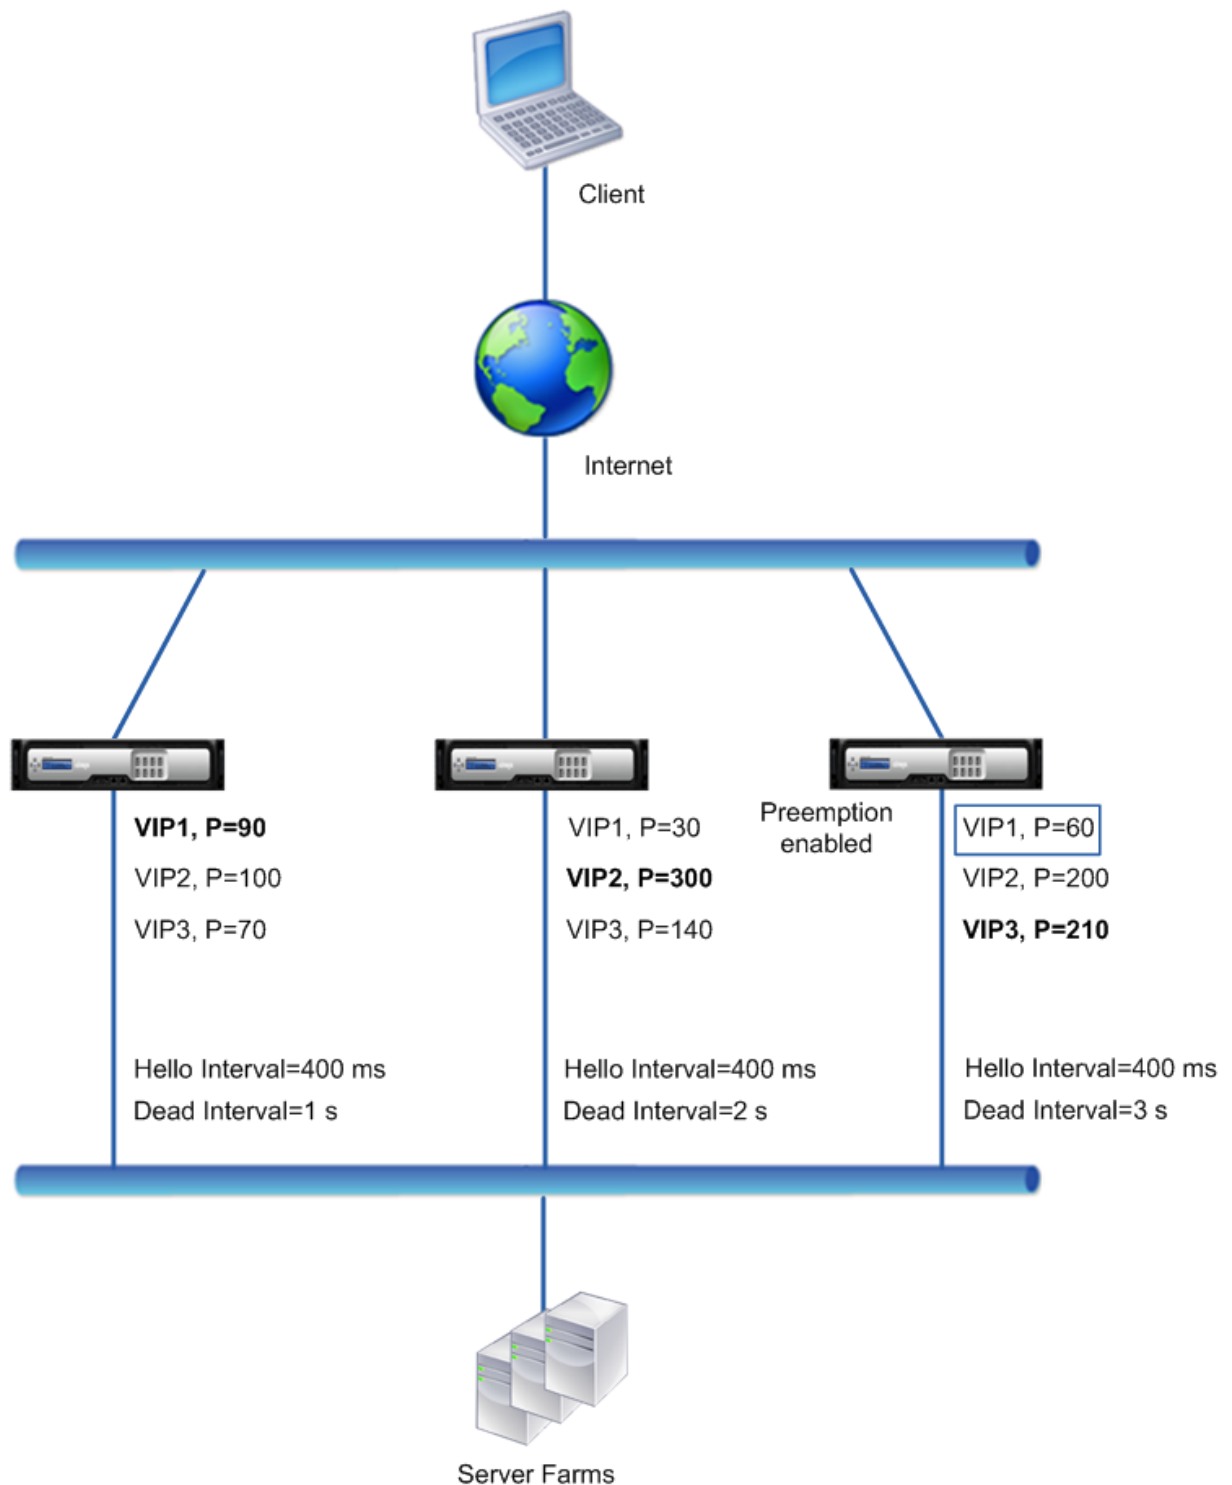 Client
Internet
VIP1, P=90
VIP2, P=100
VIP3, P=70
Hello Interval=400 ms
Dead Interval=1 s
VIP1, P=30
VIP2, P=300
VIP3, P=140
Hello Interval=400 ms
Dead Interval=2 s
Preemption
enabled
VIP1, P=60
VIP2, P=200
VIP3, P=210
Hello Interval=400 ms
Dead Interval=3 s
Server Farms